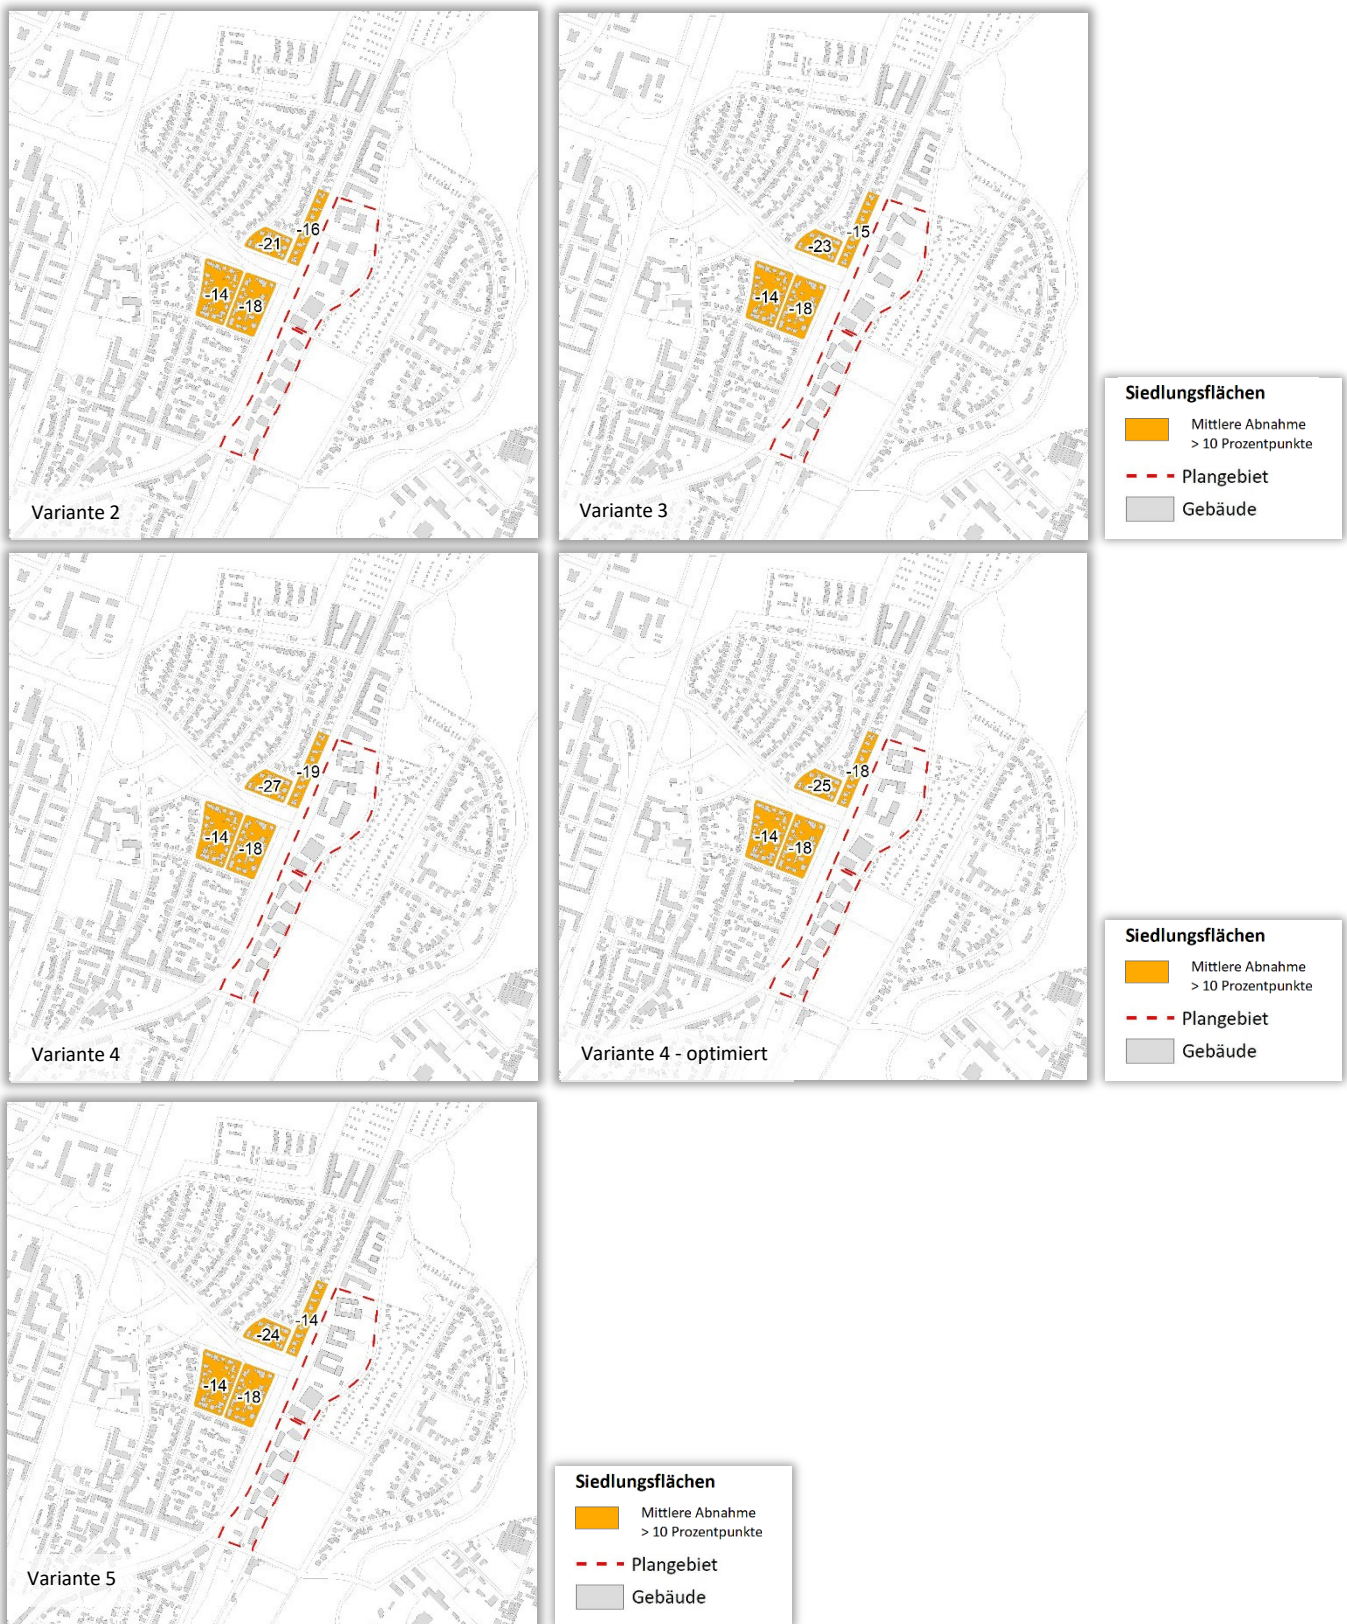 -16
-21
-14
-18
Variante 2
-15
-23
-14
-18
Variante 3
Siedlungsflächen
Mittlere Abnahme
> 10 Prozentpunkte
Plangebiet
Gebäude
-19
-27
-14
-18
Variante 4
-18
-25
-14
-18
Variante 4 - optimiert
Siedlungsflächen
Mittlere Abnahme
> 10 Prozentpunkte
Plangebiet
Gebäude
-14
-24
-14
-18
Variante 5
Siedlungsflächen
Mittlere Abnahme
> 10 Prozentpunkte
Plangebiet
Gebäude